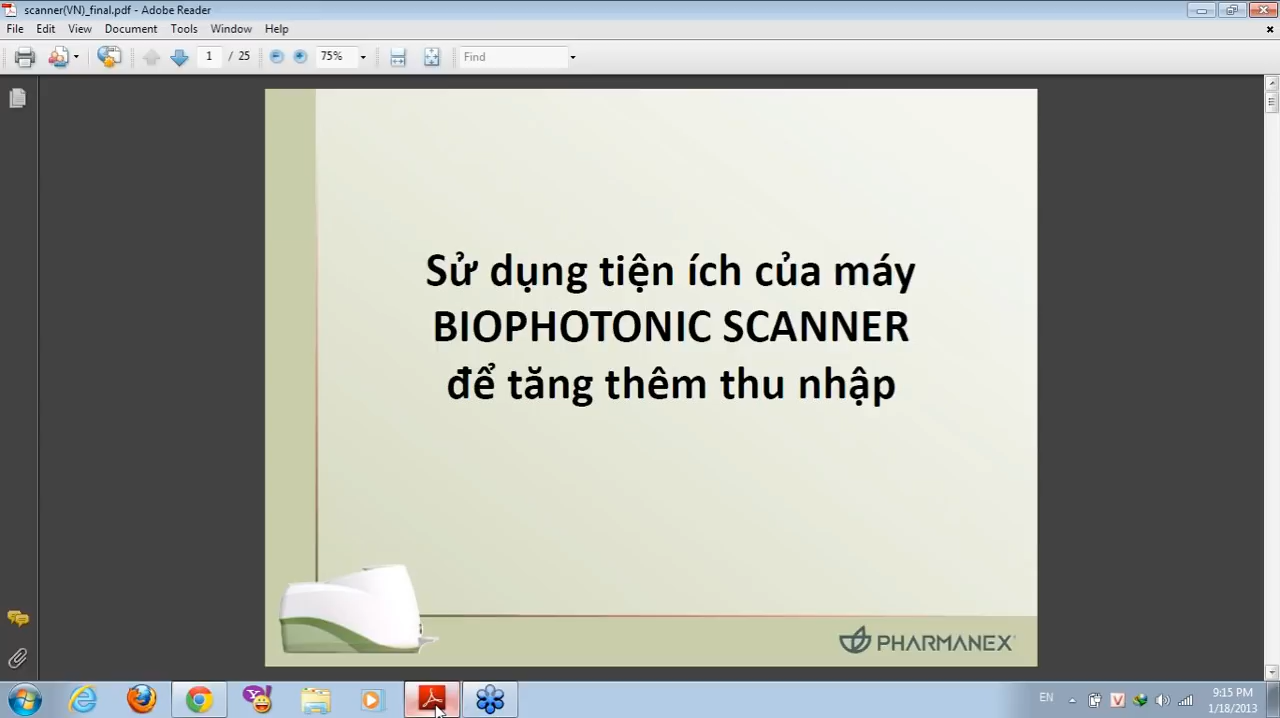 scanner(VN)_final.pdf - Adobe Reader
File Edit View Document Tools Window Help
1 / 25 75% Find
Sử dụng tiện ích của máy
BIOPHOTONIC SCANNER
để tăng thêm thu nhập
PHARMANEX
EN 9:15 PM
1/18/2013